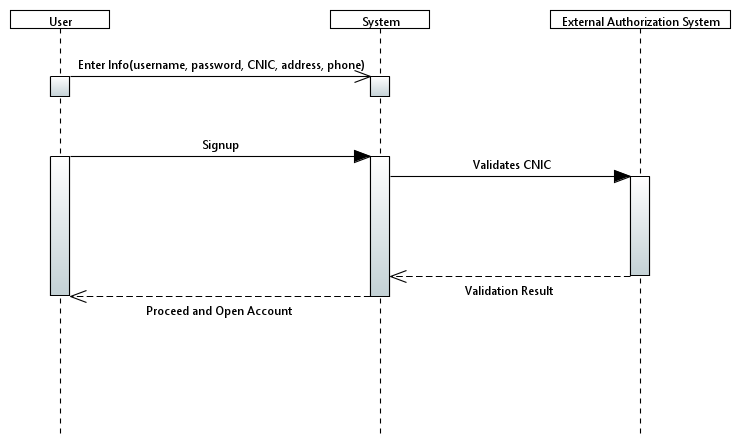 User
System
External Authorization System
Enter Info(username, password, CNIC, address, phone)
Signup
Validates CNIC
Validation Result
Proceed and Open Account